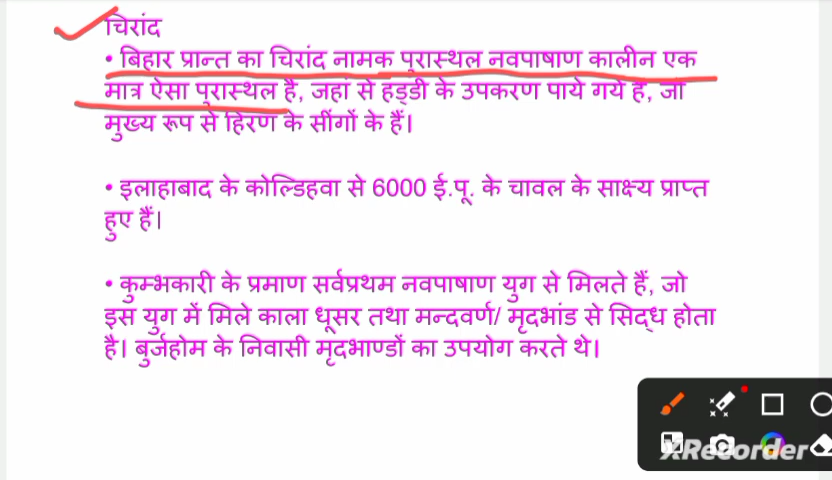 चिरांद
• बिहार प्रान्त का चिरांद नामक पुरास्थल नवपाषाण कालीन एक
मात्र ऐसा पुरास्थल है, जहां से हड्डी के उपकरण पाये गये हैं, जो
मुख्य रूप से हिरण के सींगों के हैं।
• इलाहाबाद के कोल्डिहवा से 6000 ई.पू. के चावल के साक्ष्य प्राप्त
हुए हैं।
• कुम्भकारी के प्रमाण सर्वप्रथम नवपाषाण युग से मिलते हैं, जो
इस युग में मिले काला धूसर तथा मन्दवर्ण/ मृदभांड से सिद्ध होता
है। बुर्जहोम के निवासी मृदभाण्डों का उपयोग करते थे।
XRecorder